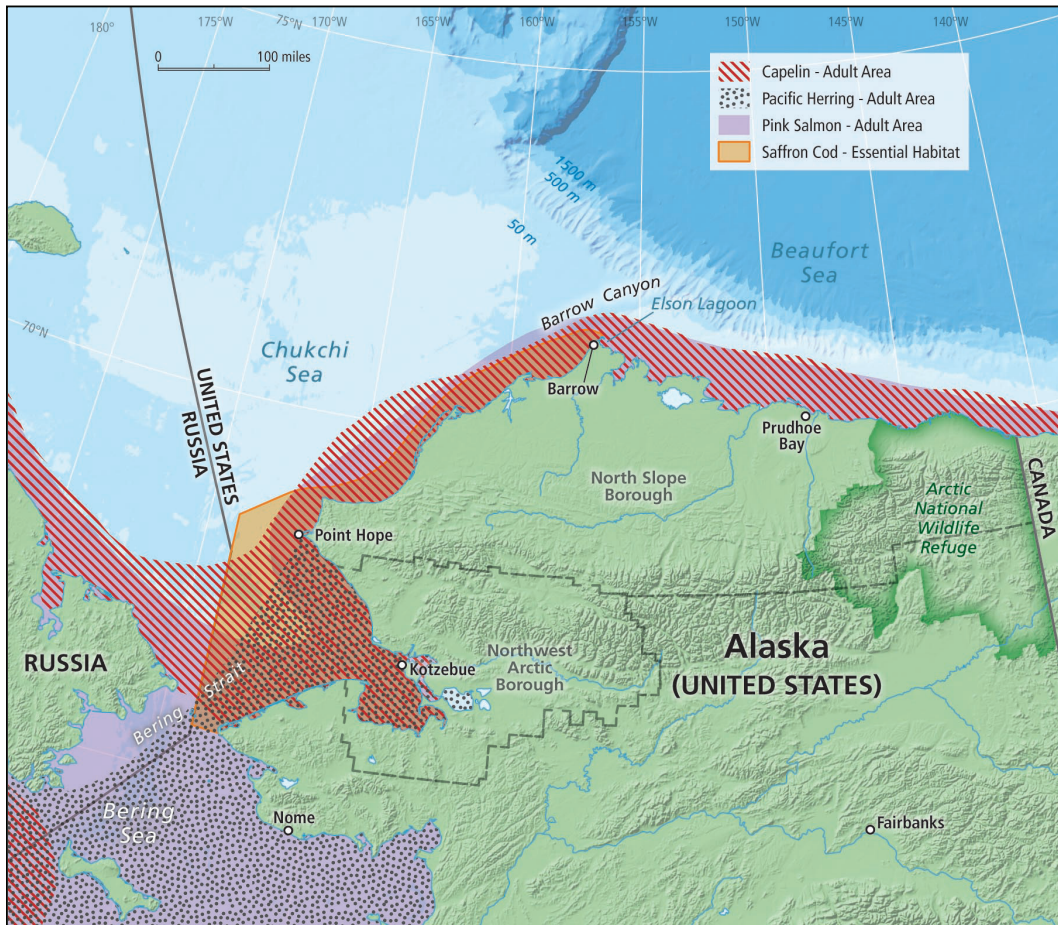 180°
175°W
75°N
170°W
165°W
160°W
155°W
150°W
145°W
140°W
0
100 miles
Capelin - Adult Area
Pacific Herring - Adult Area
Pink Salmon - Adult Area
Saffron Cod - Essential Habitat
1500 m
500 m
50 m
Beaufort
Sea
Barrow Canyon
Elson Lagoon
70°N
Chukchi
Sea
UNITED STATES
RUSSIA
Barrow
Prudhoe
Bay
North Slope
Borough
Arctic
National
Wildlife
Refuge
CANADA
Point Hope
RUSSIA
Strait
Bering
Kotzebue
Northwest
Arctic
Borough
Alaska
(UNITED STATES)
Bering
Sea
Nome
Fairbanks